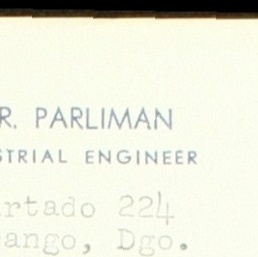 R. PARLIMAN
STRIAL ENGINEER
rtado 224
ango, Dgo.